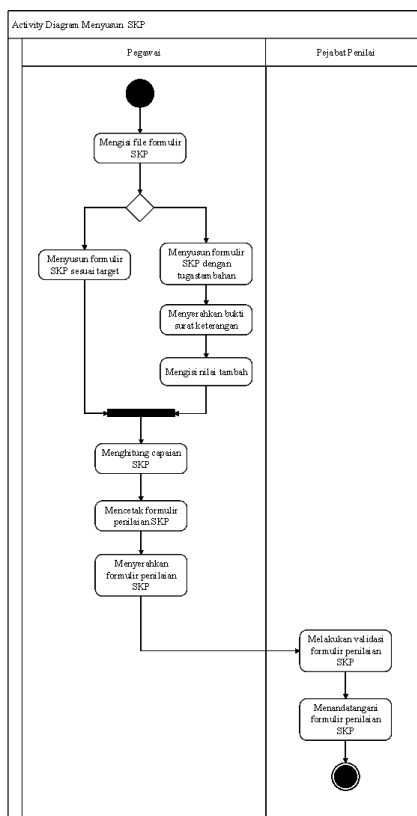 Activity Diagram Menyusun SKP
Pegawai
Pejabat Penilai
Mengisi file formulir
SKP
Menyusun formulir
SKP sesuai target
Menyusun formulir
SKP dengan
tugas tambahan
Menyerahkan bukti
surat keterangan
Mengisi nilai tambah
Menghitung capaian
SKP
Mencetak formulir
penilaian SKP
Menyerahkan
formulir penilaian
SKP
Melakukan validasi
formulir penilaian
SKP
Menandatangani
formulir penilaian
SKP